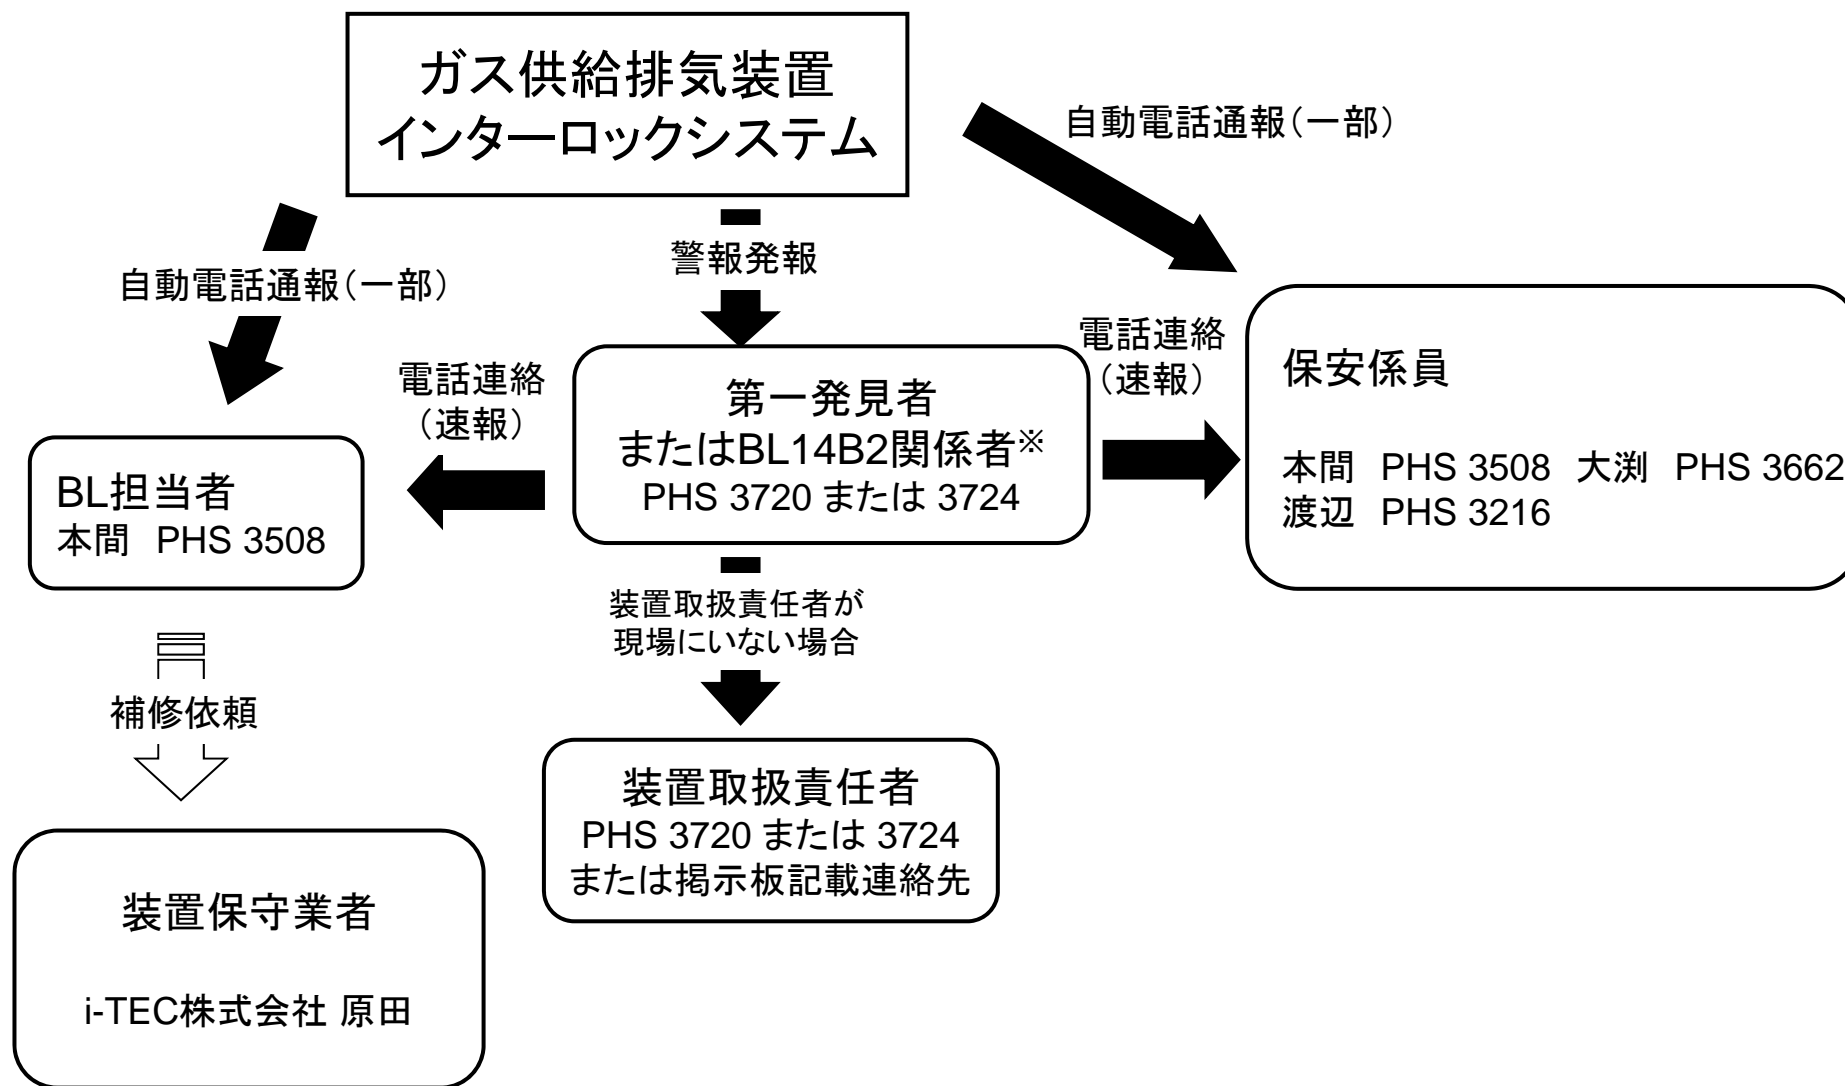 ガス供給排気装置
インターロックシステム
自動電話通報(一部)
警報発報
自動電話通報(一部)
電話連絡
(速報)
電話連絡
(速報)
第一発見者
またはBL14B2関係者※
PHS 3720 または 3724
保安係員
本間 PHS 3508 大渕 PHS 3662
渡辺 PHS 3216
BL担当者
本間 PHS 3508
装置取扱責任者が
現場にいない場合
補修依頼
装置取扱責任者
PHS 3720 または 3724
または掲示板記載連絡先
装置保守業者
i-TEC株式会社 原田